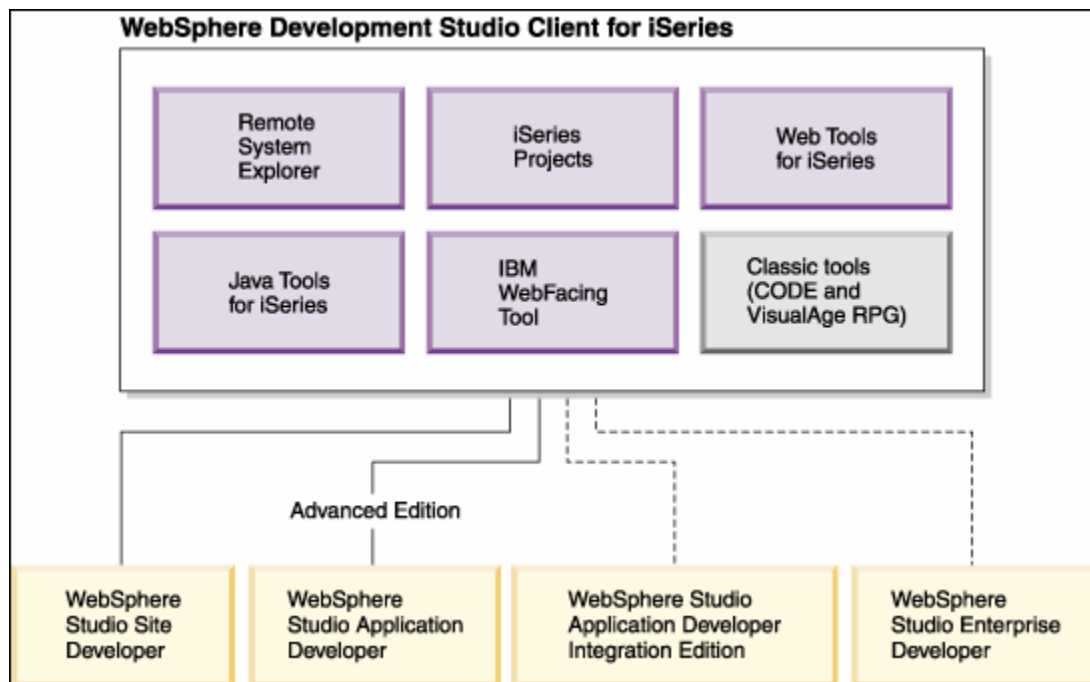 WebSphere Development Studio Client for iSeries
Remote
System
Explorer
iSeries
Projects
Web Tools
for iSeries
Java Tools
for iSeries
IBM
WebFacing
Tool
Classic tools
(CODE and
VisualAge RPG)
Advanced Edition
WebSphere
Studio Site
Developer
WebSphere
Studio Application
Developer
WebSphere Studio
Application Developer
Integration Edition
WebSphere
Studio Enterprise
Developer